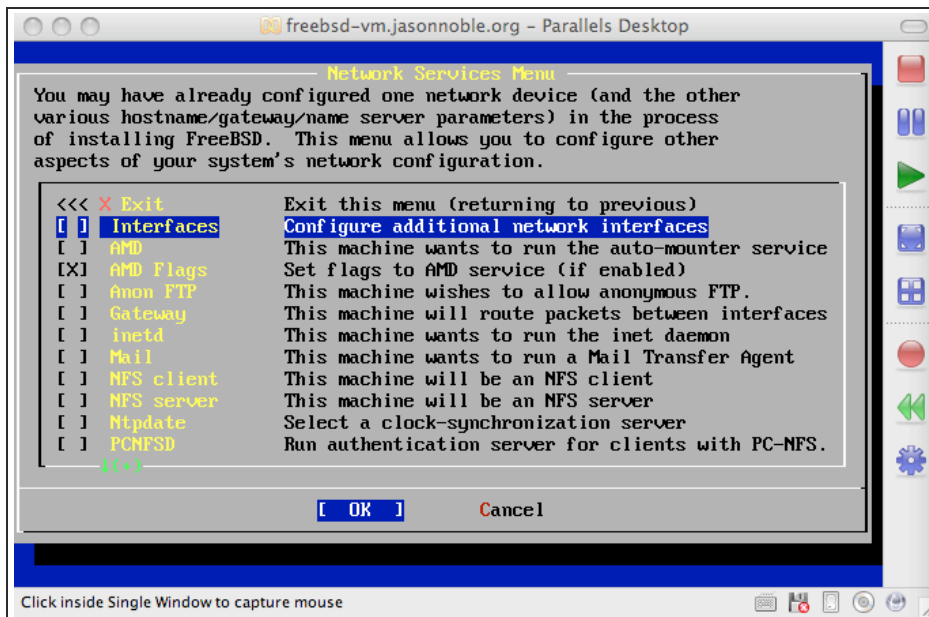 freebsd-vm.jasonnoble.org – Parallels Desktop
Network Services Menu
You may have already configured one network device (and the other
various hostname/gateway/name server parameters) in the process
of installing FreeBSD.  This menu allows you to configure other
aspects of your system's network configuration.
<<< X Exit Exit this menu (returning to previous)
[ ] Interfaces Configure additional network interfaces
[ ] AMD This machine wants to run the auto-mounter service
[X] AMD Flags Set flags to AMD service (if enabled)
[ ] Anon FTP This machine wishes to allow anonymous FTP.
[ ] Gateway This machine will route packets between interfaces
[ ] inetd This machine wants to run the inet daemon
[ ] Mail This machine wants to run a Mail Transfer Agent
[ ] NFS client This machine will be an NFS client
[ ] NFS server This machine will be an NFS server
[ ] Ntpdate Select a clock-synchronization server
[ ] PCNFSD Run authentication server for clients with PC-NFS.
↓(+)
[ OK ] Cancel
Click inside Single Window to capture mouse